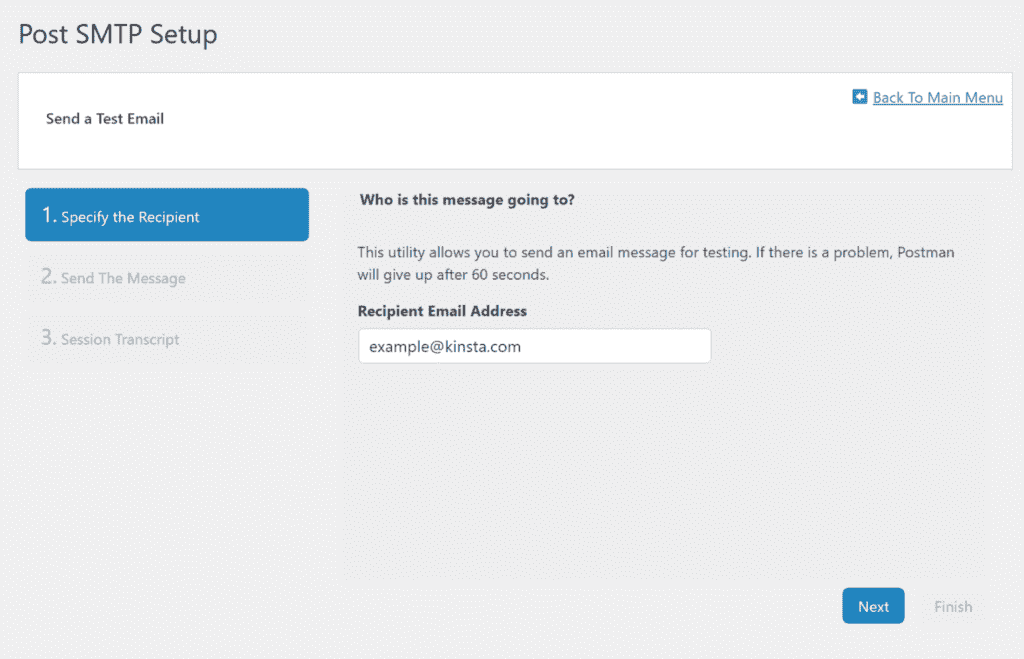 Post SMTP Setup
Back To Main Menu
Send a Test Email
1. Specify the Recipient
2. Send The Message
3. Session Transcript
Who is this message going to?
This utility allows you to send an email message for testing. If there is a problem, Postman
will give up after 60 seconds.
Recipient Email Address
example@kinsta.com
Next
Finish